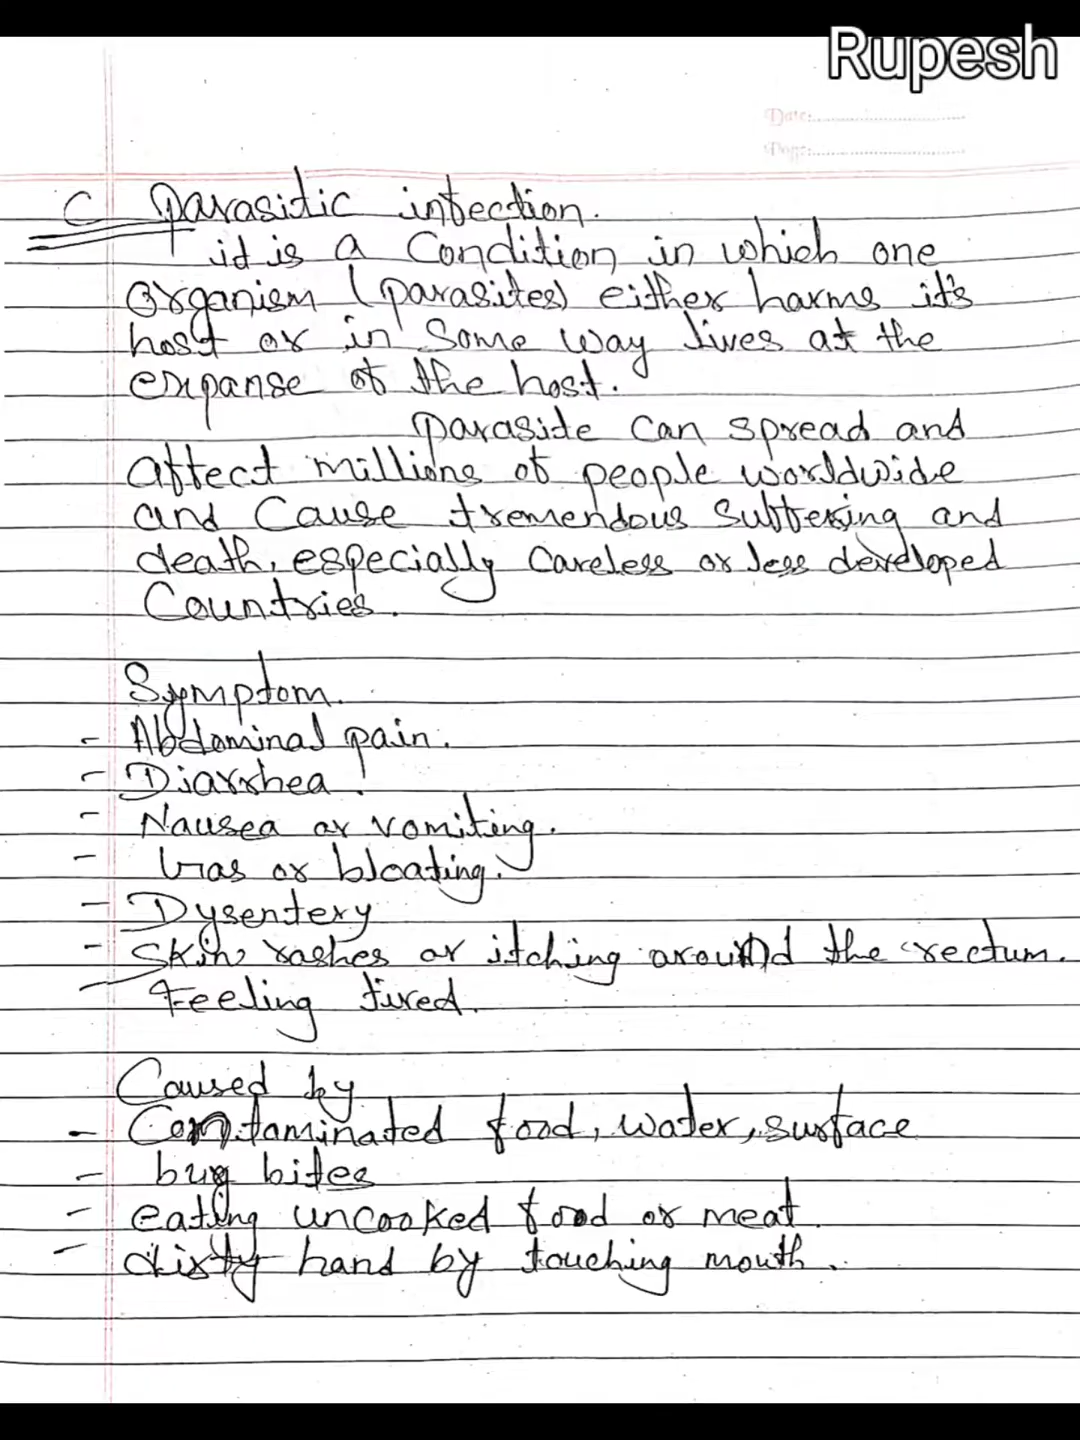 Rupesh
Date:
Page:
C parasitic infection.
it is a Condition in which one
Organism (parasites) either harms it's
host or in Some way lives at the
expanse of the host.
parasite can spread and
affect millions of people worldwide
and Cause tremendous suffering and
death, especially careless or less developed
Countries.
Symptom.
- Abdominal pain.
- Diarrhea.
- Nausea or vomiting.
- Gas or bloating.
- Dysentery
- Skin rashes or itching around the rectum.
- Feeling tired.
Caused by
- Contaminated food, water, surface
- bug bites
- eating uncooked food or meat.
- dirty hand by touching mouth.